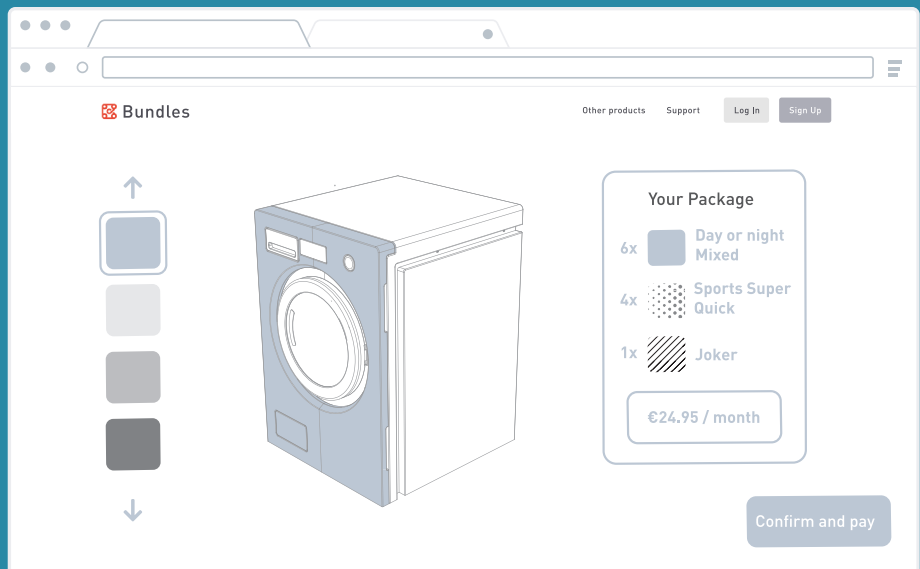 Bundles
Other products
Support
Log In
Sign Up
Your Package
6x
Day or night
Mixed
4x
Sports Super
Quick
1x
Joker
€24.95 / month
Confirm and pay